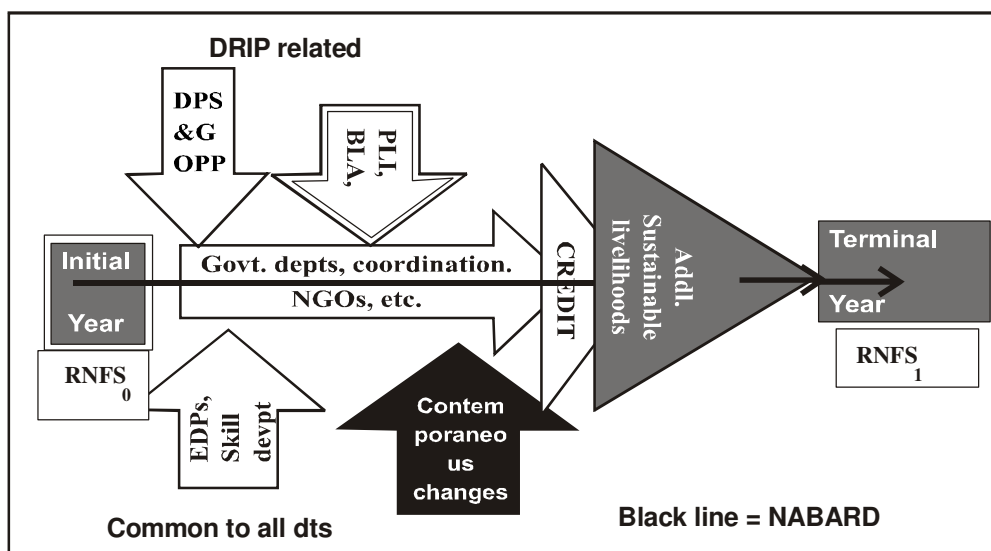 DRIP related
DPS
&G
OPP
PLI,
BLA,
Initial
Year
RNFS
0
Govt. depts, coordination.
NGOs, etc.
CREDIT
Addl.
Sustainable
livelihoods
Terminal
Year
RNFS
1
EDPs,
Skill
devpt
Contem
poraneo
us
changes
Common to all dts
Black line = NABARD